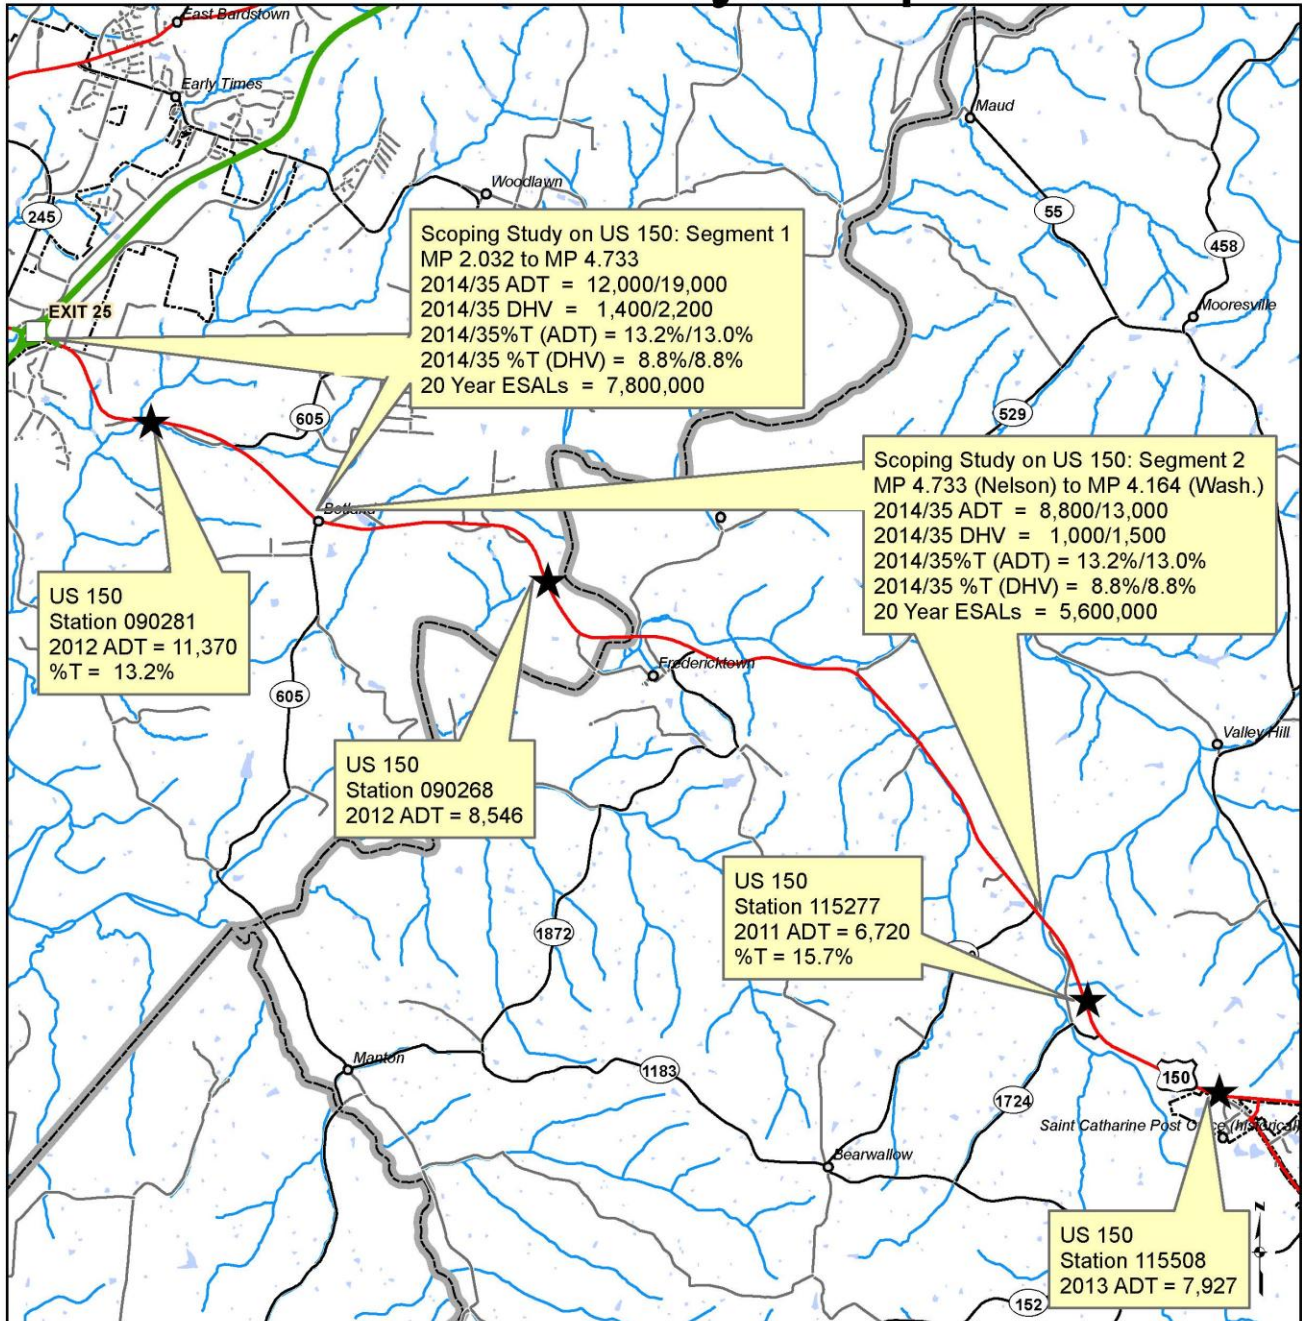 East Bardstown
Early Times
Maud
Woodlawn
245
55
458
Scoping Study on US 150: Segment 1
MP 2.032 to MP 4.733
2014/35 ADT = 12,000/19,000
2014/35 DHV = 1,400/2,200
2014/35%T (ADT) = 13.2%/13.0%
2014/35 %T (DHV) = 8.8%/8.8%
20 Year ESALs = 7,800,000
EXIT 25
Mooresville
605
529
Scoping Study on US 150: Segment 2
MP 4.733 (Nelson) to MP 4.164 (Wash.)
2014/35 ADT = 8,800/13,000
2014/35 DHV = 1,000/1,500
2014/35%T (ADT) = 13.2%/13.0%
2014/35 %T (DHV) = 8.8%/8.8%
20 Year ESALs = 5,600,000
Botland
US 150
Station 090281
2012 ADT = 11,370
%T = 13.2%
605
Fredericktown
Valley Hill
US 150
Station 090268
2012 ADT = 8,546
US 150
Station 115277
2011 ADT = 6,720
%T = 15.7%
1872
Manton
1183
150
1724
Saint Catharine Post Office (historical)
Bearwallow
US 150
Station 115508
2013 ADT = 7,927
N
152